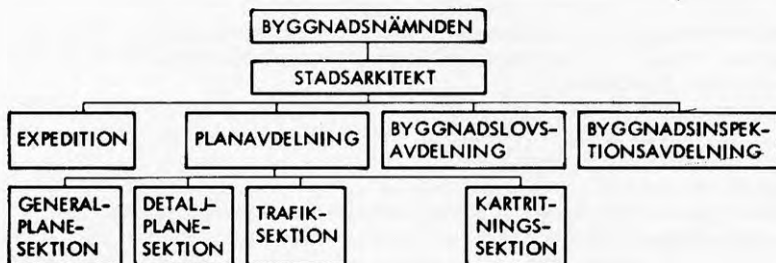 BYGGNADSNÄMNDEN
STADSARKITEKT
EXPEDITION
PLANAVDELNING
BYGGNADSLOVS-
AVDELNING
BYGGNADSINSPEK-
TIONSAVDELNING
GENERAL-
PLANE-
SEKTION
DETALJ-
PLANE-
SEKTION
TRAFIK-
SEKTION
KARTRIT-
NINGS-
SEKTION